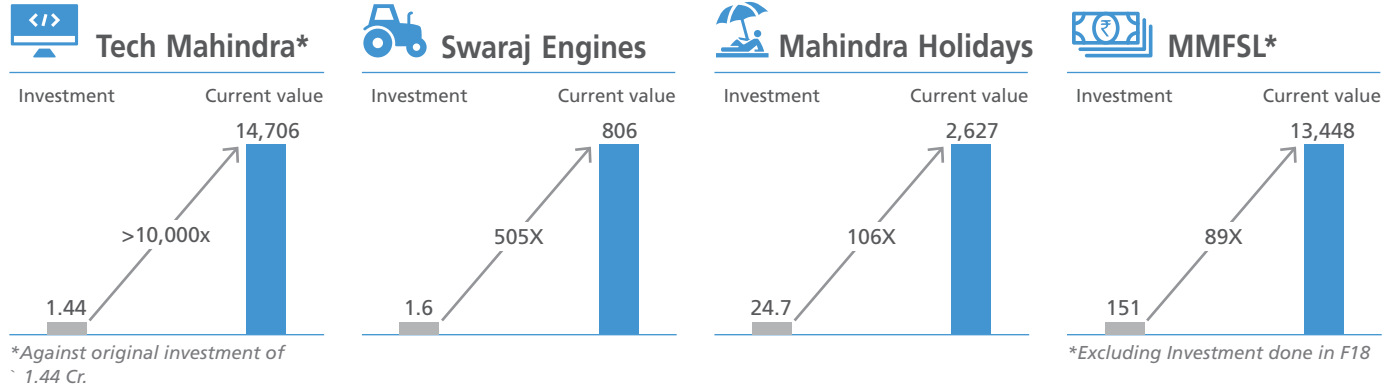 </>
Tech Mahindra*
Investment Current value
14,706
>10,000x
1.44
*Against original investment of
` 1.44 Cr.
Swaraj Engines
Investment Current value
806
505X
1.6
Mahindra Holidays
Investment Current value
2,627
106X
24.7
₹
MMFSL*
Investment Current value
13,448
89X
151
*Excluding Investment done in F18